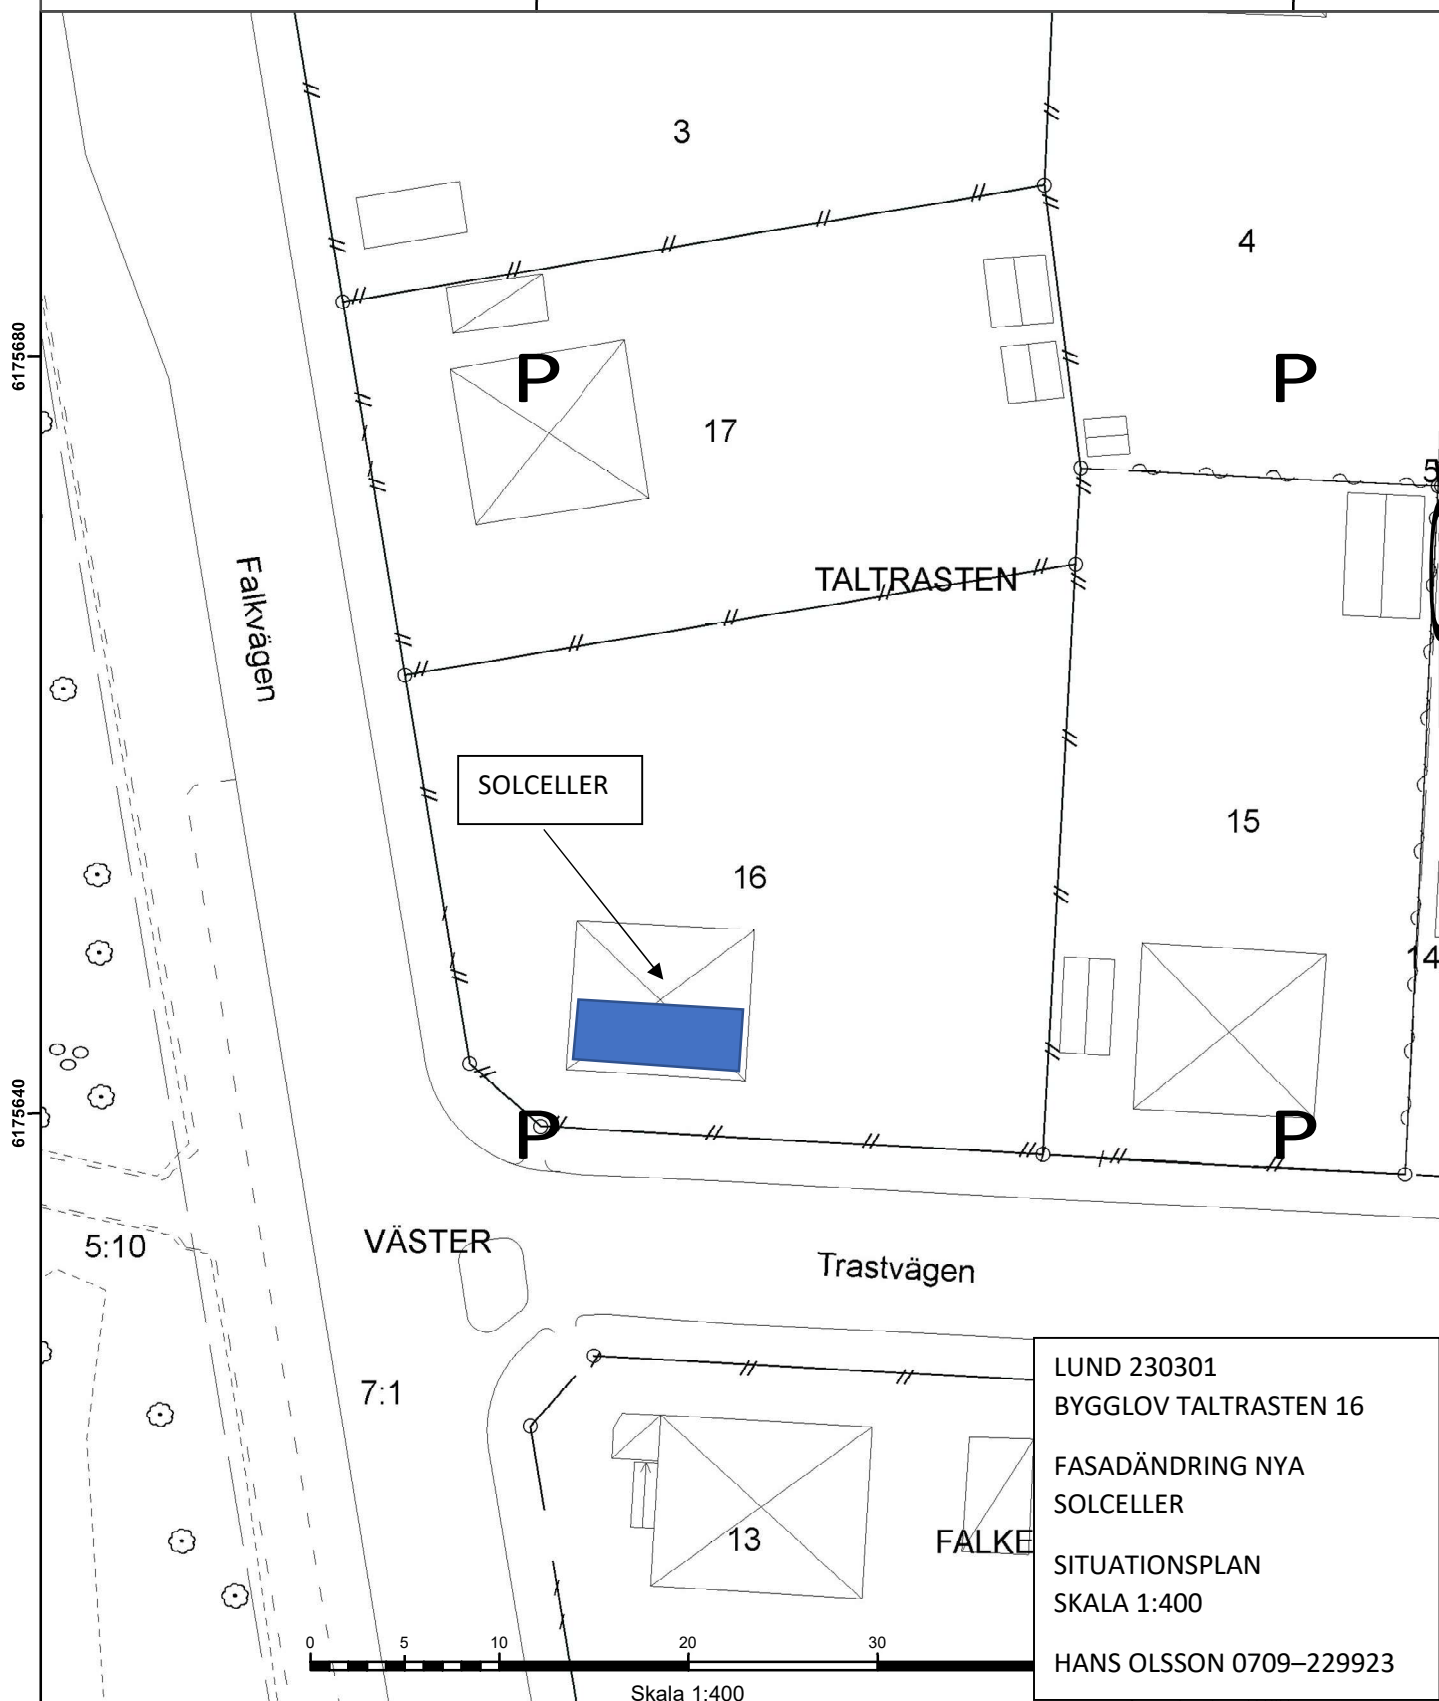 3
4
6175680
P
P
17
5
TALTRASTEN
Falkvägen
SOLCELLER
15
16
14
6175640
P
P
5:10
VÄSTER
Trastvägen
7:1
13
FALKE
LUND 230301
BYGGLOV TALTRASTEN 16
FASADÄNDRING NYA
SOLCELLER
SITUATIONSPLAN
SKALA 1:400
HANS OLSSON 0709–229923
0 5 10 20 30
Skala 1:400